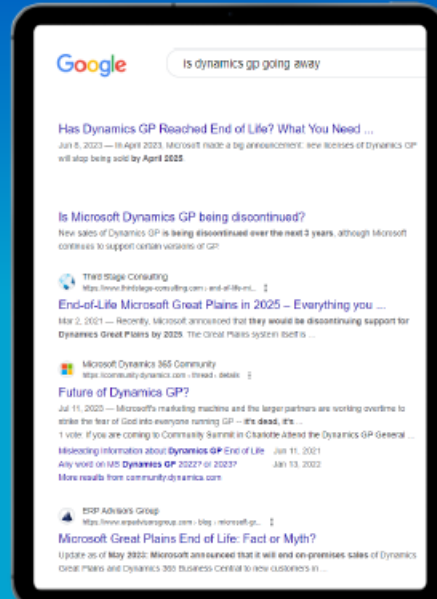 Google
is dynamics gp going away
Has Dynamics GP Reached End of Life? What You Need ...
Jun 8, 2023 — In April 2023, Microsoft made a big announcement: new licenses of Dynamics GP
will stop being sold by April 2025.
Is Microsoft Dynamics GP being discontinued?
New sales of Dynamics GP is being discontinued over the next 3 years, although Microsoft
continues to support certain versions of GP.
Third Stage Consulting
https://www.thirdstage-consulting.com › end-of-life-mi...
End-of-Life Microsoft Great Plains in 2025 – Everything you ...
Mar 2, 2021 — Recently, Microsoft announced that they would be discontinuing support for
Dynamics Great Plains by 2025. The Great Plains system itself is ...
Microsoft Dynamics 365 Community
https://community.dynamics.com › thread › details
Future of Dynamics GP?
Jul 11, 2023 — Microsoft's marketing machine and the larger partners are working overtime to
strike the fear of God into everyone running GP – it's dead, it's ...
1 vote: If you are coming to Community Summit in Charlotte Attend the Dynamics GP General ...
Misleading information about Dynamics GP End of Life Jun 11, 2021
Any word on MS Dynamics GP 2022? or 2023? Jan 13, 2022
More results from community.dynamics.com
ERP Advisors Group
https://www.erpadvisorsgroup.com › blog › microsoft-gr...
Microsoft Great Plains End of Life: Fact or Myth?
Update as of May 2023: Microsoft announced that it will end on-premises sales of Dynamics
Great Plains and Dynamics 365 Business Central to new customers in ...